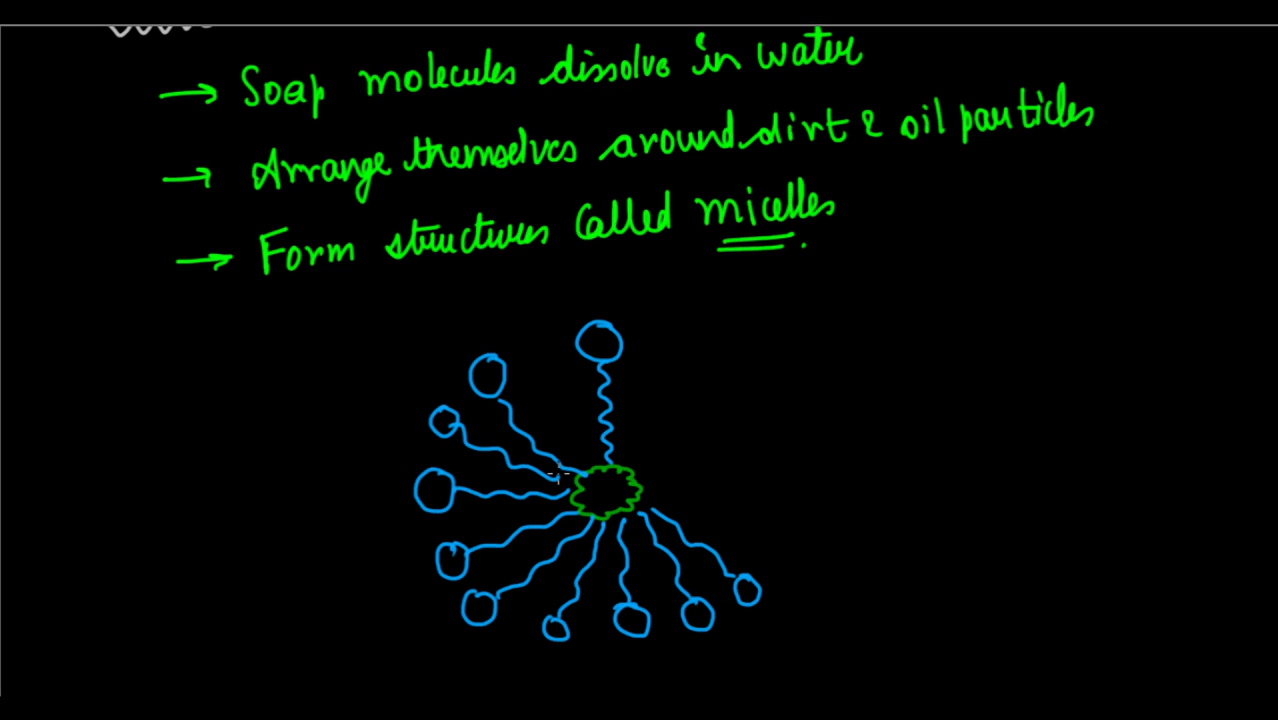 → Soap molecules dissolve in water
→ Arrange themselves around dirt & oil particles
→ Form structures called micelles.